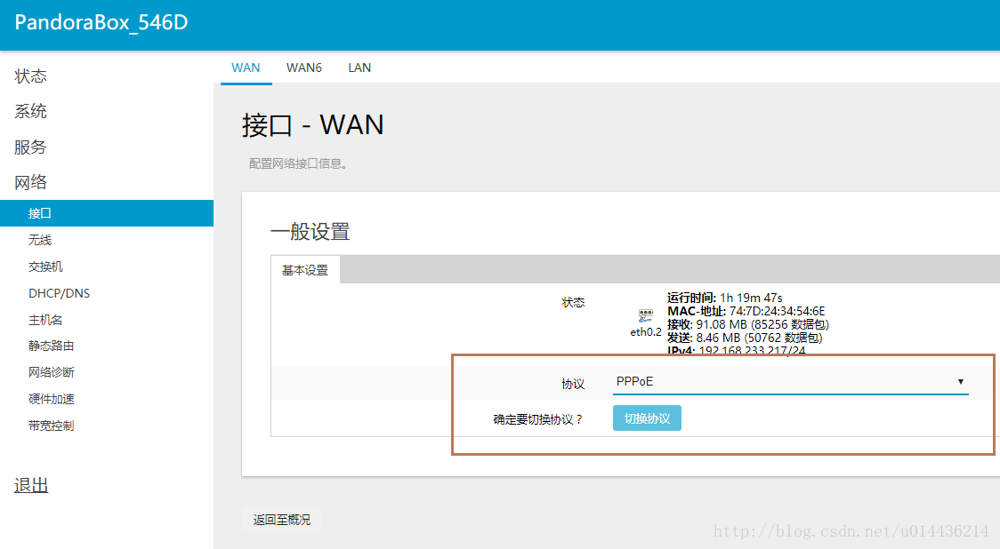 PandoraBox_546D
状态
系统
服务
网络
接口
无线
交换机
DHCP/DNS
主机名
静态路由
网络诊断
硬件加速
带宽控制
退出
WAN WAN6 LAN
接口 - WAN
配置网络接口信息。
一般设置
基本设置
状态
eth0.2
运行时间: 1h 19m 47s
MAC-地址: 74:7D:24:34:54:6E
接收: 91.08 MB (85256 数据包)
发送: 8.46 MB (50762 数据包)
IPv4: 192.168.233.217/24
协议 PPPoE
确定要切换协议？ 切换协议
返回至概况
http://blog.csdn.net/u014436214